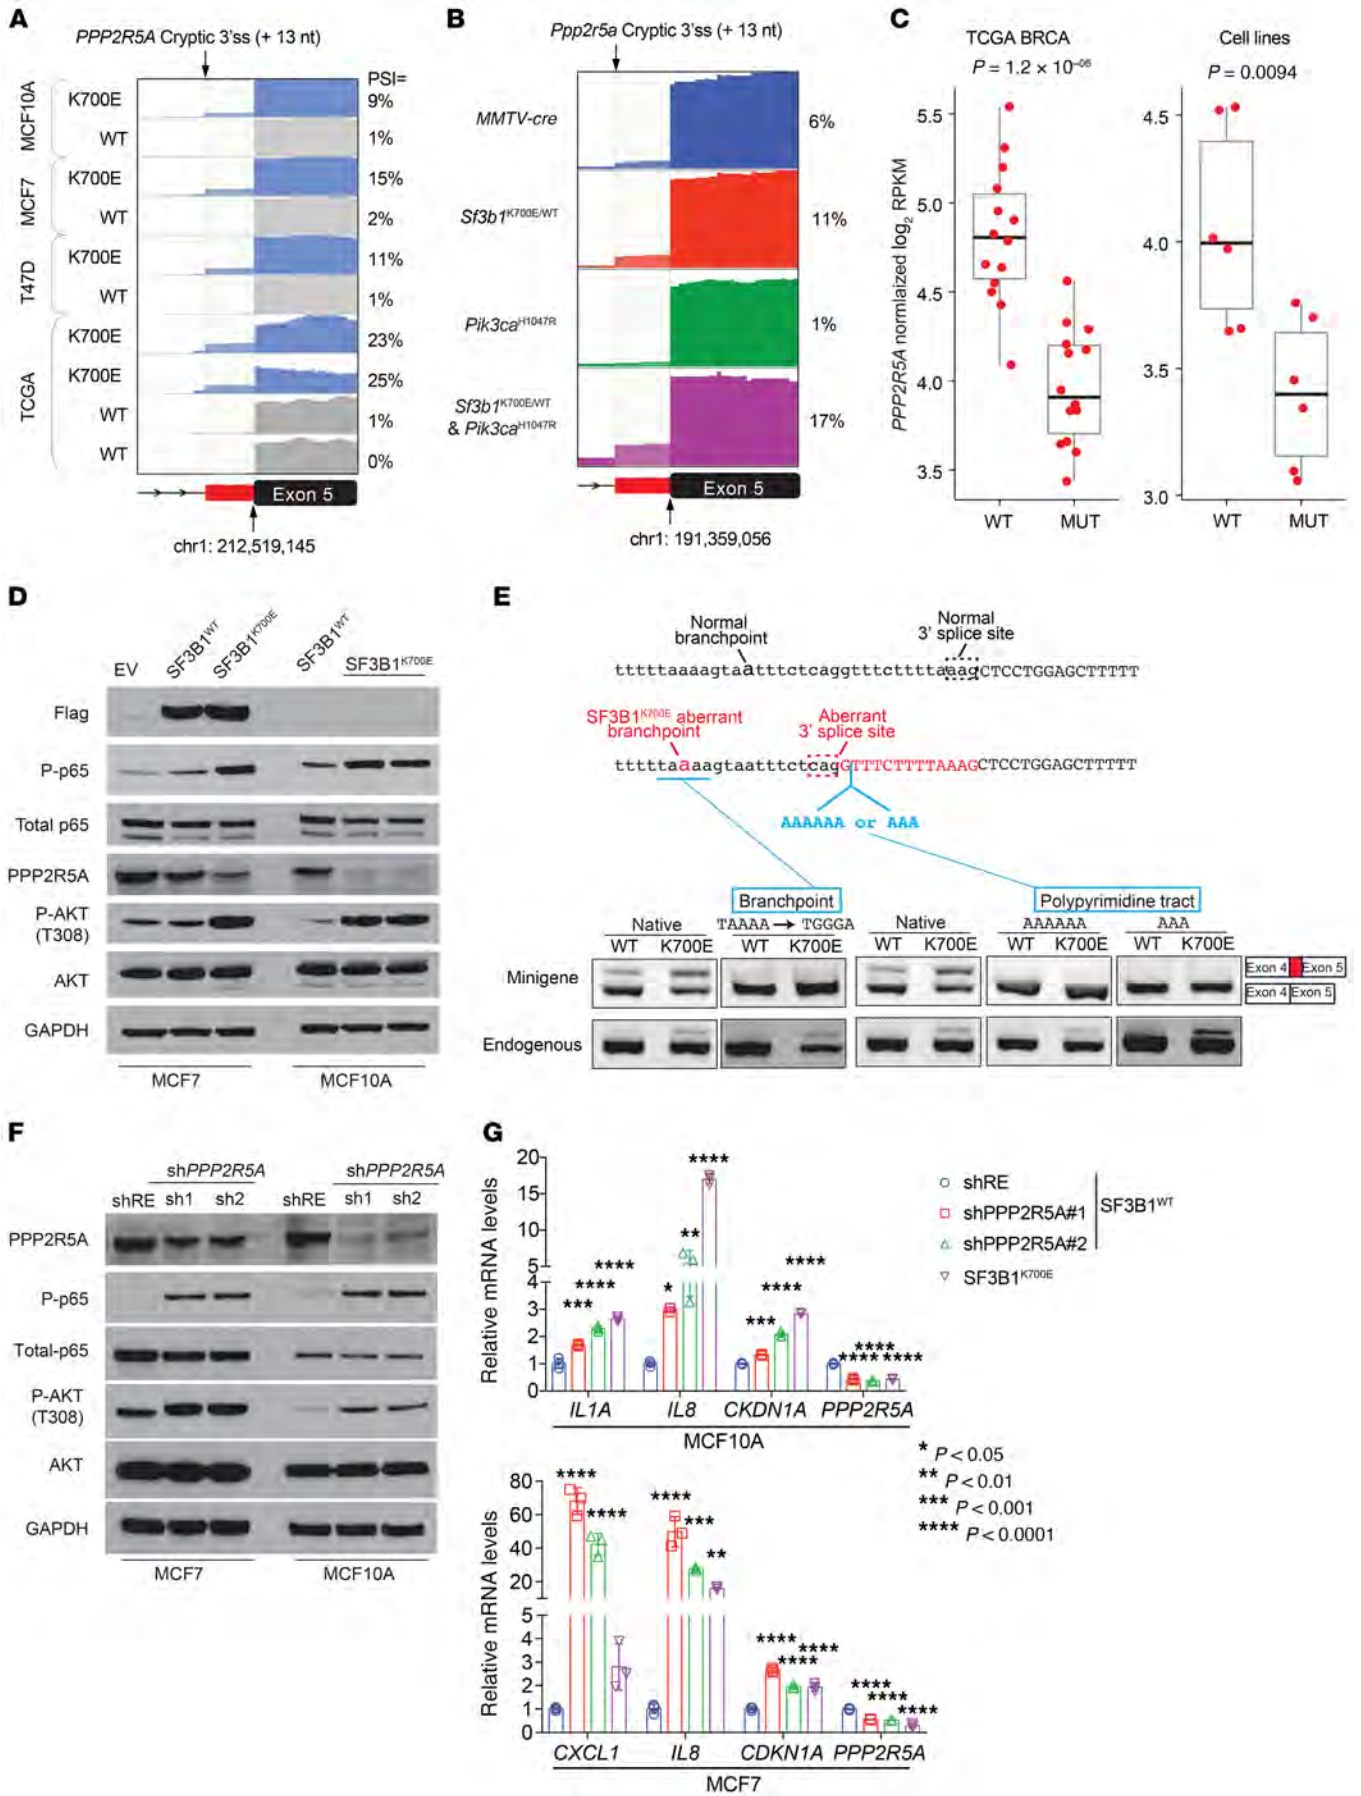 A
PPP2R5A Cryptic 3'ss (+ 13 nt)
PSI=
MCF10A
K700E
9%
WT
1%
MCF7
K700E
15%
WT
2%
T47D
K700E
11%
WT
1%
TCGA
K700E
23%
K700E
25%
WT
1%
WT
0%
Exon 5
chr1: 212,519,145
B
Ppp2r5a Cryptic 3'ss (+ 13 nt)
MMTV-cre
6%
Sf3b1K700E/WT
11%
Pik3caH1047R
1%
Sf3b1K700E/WT
& Pik3caH1047R
17%
Exon 5
chr1: 191,359,056
C
TCGA BRCA
P = 1.2 × 10–06
Cell lines
P = 0.0094
PPP2R5A normlaized log2 RPKM
5.5
5.0
4.5
4.0
3.5
WT
MUT
4.5
4.0
3.5
3.0
WT
MUT
D
EV
SF3B1WT
SF3B1K700E
SF3B1WT
SF3B1K700E
Flag
P-p65
Total p65
PPP2R5A
P-AKT
(T308)
AKT
GAPDH
MCF7
MCF10A
E
Normal
branchpoint
Normal
3' splice site
tttttaaaagtaatttctcaggtttcttttaaagCTCCTGGAGCTTTTT
SF3B1K700E aberrant
branchpoint
Aberrant
3' splice site
tttttaaaagtaatttctcagGTTTCTTTTAAAGCTCCTGGAGCTTTTT
AAAAAA or AAA
Branchpoint
Polypyrimidine tract
Native
TAAAA → TGGGA
Native
AAAAAA
AAA
WT K700E
WT K700E
WT K700E
WT K700E
WT K700E
Minigene
Exon 4
Exon 5
Exon 4
Exon 5
Endogenous
F
shPPP2R5A
shPPP2R5A
shRE
sh1
sh2
shRE
sh1
sh2
PPP2R5A
P-p65
Total-p65
P-AKT
(T308)
AKT
GAPDH
MCF7
MCF10A
G
Relative mRNA levels
20
15
10
5
4
3
2
1
0
***
****
****
*
**
****
***
****
****
****
****
****
IL1A
IL8
CKDN1A
PPP2R5A
MCF10A
shRE
shPPP2R5A#1
shPPP2R5A#2
SF3B1WT
SF3B1K700E
* P < 0.05
** P < 0.01
*** P < 0.001
**** P < 0.0001
Relative mRNA levels
80
60
40
20
5
4
3
2
1
0
****
****
****
***
**
****
****
****
****
****
****
CXCL1
IL8
CDKN1A
PPP2R5A
MCF7